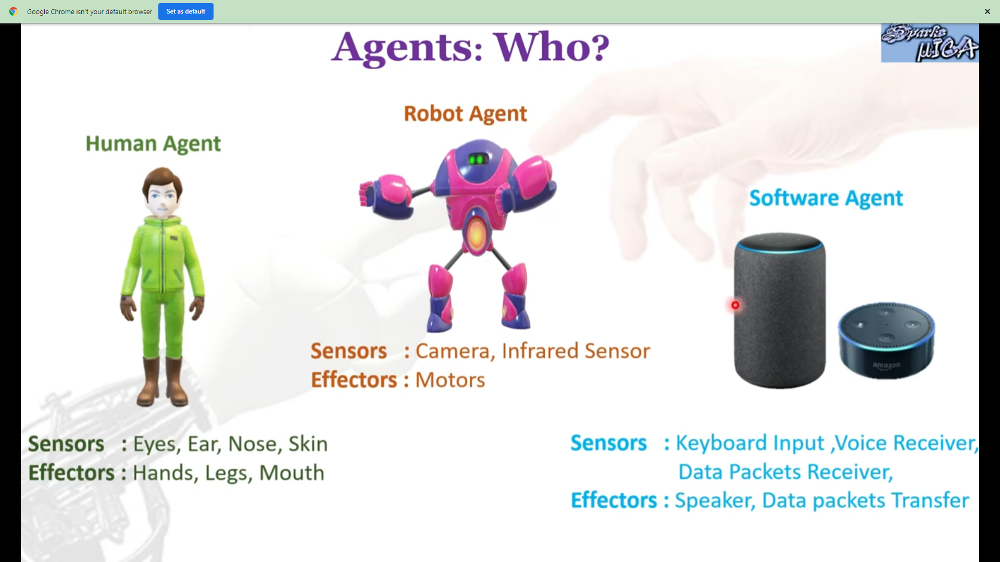 Google Chrome isn't your default browser
Set as default
Agents: Who?
Sparks
µICA
Robot Agent
Human Agent
Software Agent
amazon
Sensors : Camera, Infrared Sensor
Effectors : Motors
Sensors : Eyes, Ear, Nose, Skin
Effectors : Hands, Legs, Mouth
Sensors : Keyboard Input ,Voice Receiver,
Data Packets Receiver,
Effectors : Speaker, Data packets Transfer